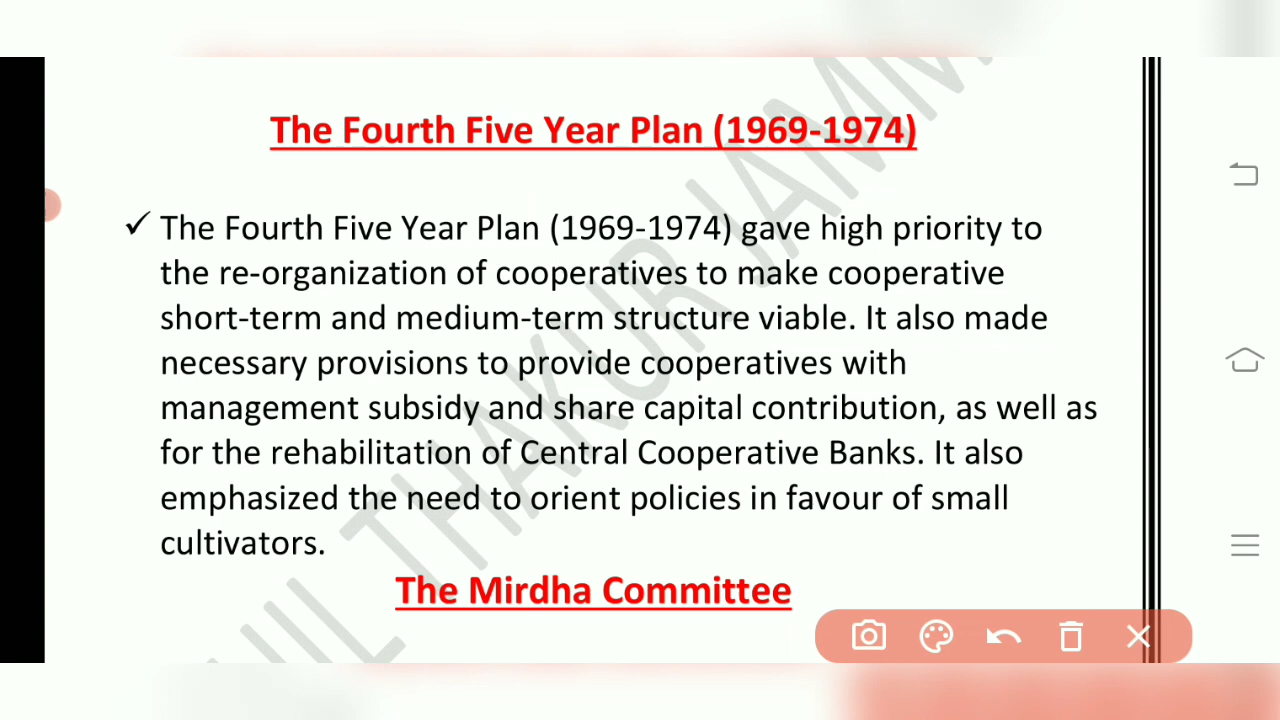 The Fourth Five Year Plan (1969-1974)
✓ The Fourth Five Year Plan (1969-1974) gave high priority to
the re-organization of cooperatives to make cooperative
short-term and medium-term structure viable. It also made
necessary provisions to provide cooperatives with
management subsidy and share capital contribution, as well as
for the rehabilitation of Central Cooperative Banks. It also
emphasized the need to orient policies in favour of small
cultivators.
The Mirdha Committee
THAKUR